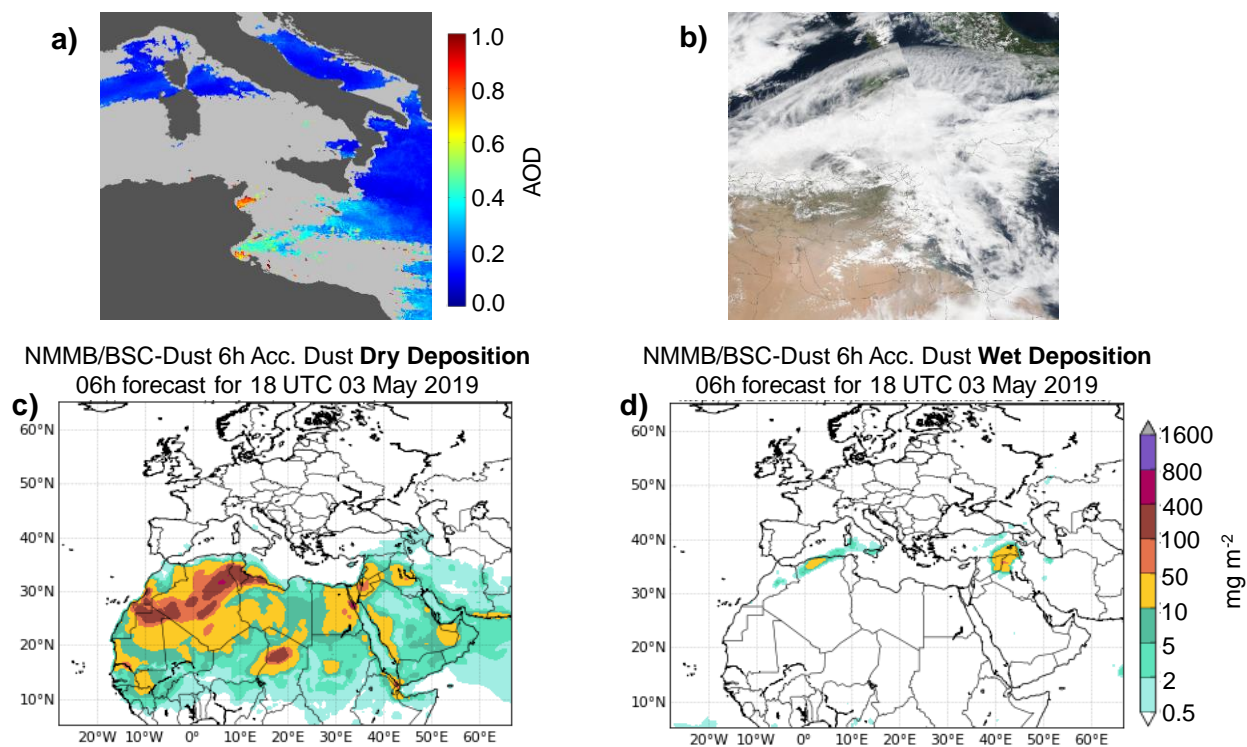 a)
1.0
0.8
0.6
0.4
0.2
0.0
AOD
b)
NMMB/BSC-Dust 6h Acc. Dust Dry Deposition
06h forecast for 18 UTC 03 May 2019
c)
60°N
50°N
40°N
30°N
20°N
10°N
20°W 10°W 0°E 10°E 20°E 30°E 40°E 50°E 60°E
NMMB/BSC-Dust 6h Acc. Dust Wet Deposition
06h forecast for 18 UTC 03 May 2019
d)
60°N
50°N
40°N
30°N
20°N
10°N
20°W 10°W 0°E 10°E 20°E 30°E 40°E 50°E 60°E
1600
800
400
100
50
10
5
2
0.5
mg m⁻²